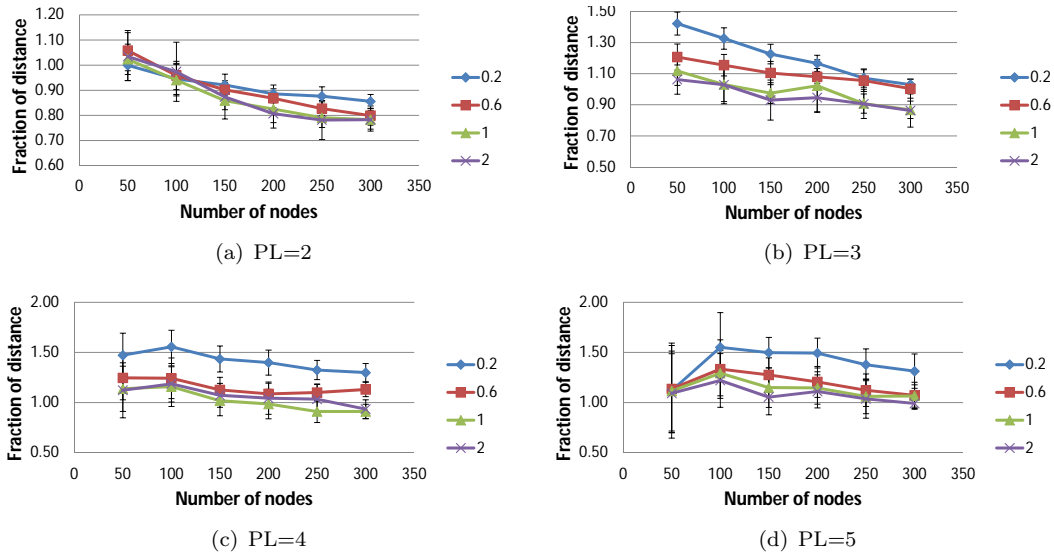 1.20
1.10
1.00
0.90
0.80
0.70
0.60
Fraction of distance
0 50 100 150 200 250 300 350
Number of nodes
0.2
0.6
1
2
(a) PL=2
1.50
1.30
1.10
0.90
0.70
0.50
Fraction of distance
0 50 100 150 200 250 300 350
Number of nodes
0.2
0.6
1
2
(b) PL=3
2.00
1.50
1.00
0.50
Fraction of distance
0 50 100 150 200 250 300 350
Number of nodes
0.2
0.6
1
2
(c) PL=4
2.00
1.50
1.00
0.50
Fraction of distance
0 50 100 150 200 250 300 350
Number of nodes
0.2
0.6
1
2
(d) PL=5